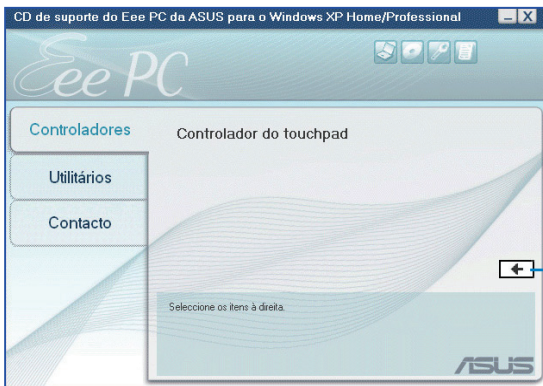 CD de suporte do Eee PC da ASUS para o Windows XP Home/Professional
Eee PC
Controladores
Controlador do touchpad
Utilitários
Contacto
Seleccione os itens à direita.
ASUS